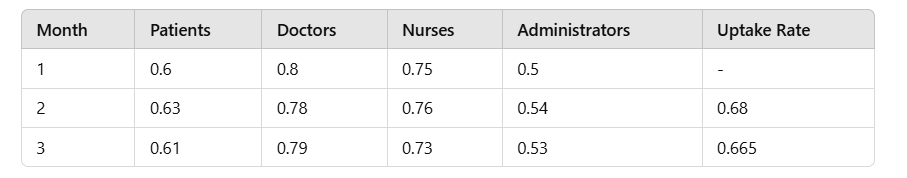 Month Patients Doctors Nurses Administrators Uptake Rate
1 0.6 0.8 0.75 0.5 -
2 0.63 0.78 0.76 0.54 0.68
3 0.61 0.79 0.73 0.53 0.665